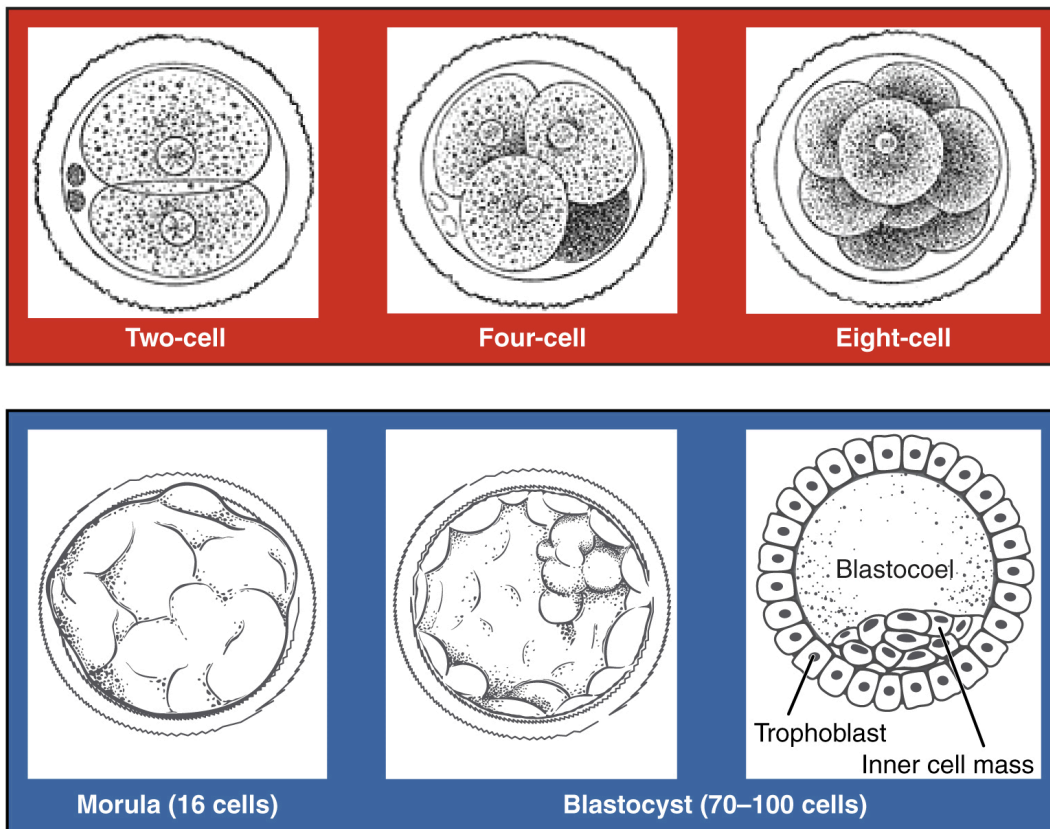 Two-cell
Four-cell
Eight-cell
Blastocoel
Trophoblast
Inner cell mass
Morula (16 cells)
Blastocyst (70–100 cells)